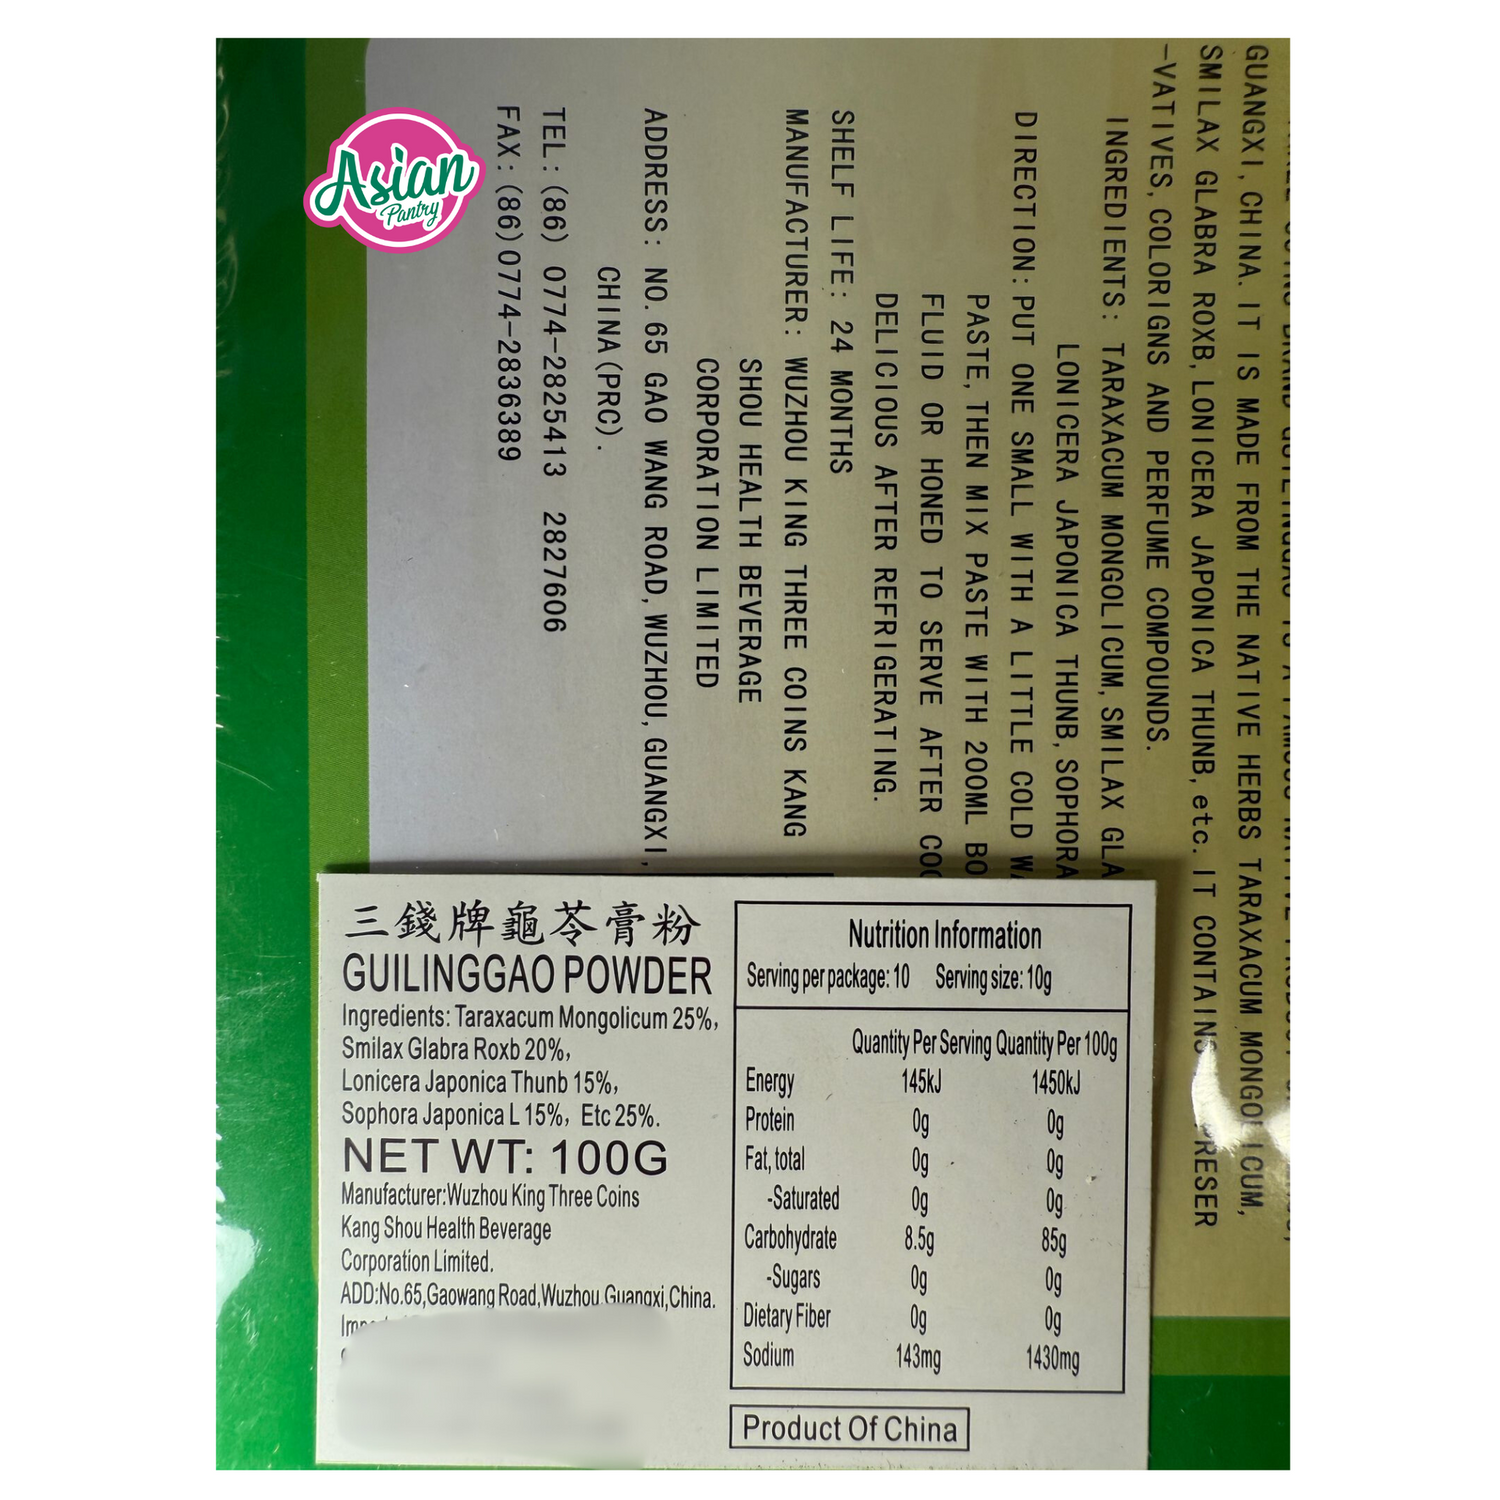 Asian
Pantry
GUANGXI, CHINA. IT IS MADE FROM THE NATIVE HERBS TARAXACUM MONGOLICUM,
SMILAX GLABRA ROXB, LONICERA JAPONICA THUNB, etc. IT CONTAINS PRESER
-VATIVES, COLORIGNS AND PERFUME COMPOUNDS.
INGREDIENTS: TARAXACUM MONGOLICUM, SMILAX GLA
LONICERA JAPONICA THUNB, SOPHORA
DIRECTION: PUT ONE SMALL WITH A LITTLE COLD WA
PASTE, THEN MIX PASTE WITH 200ML BO
FLUID OR HONED TO SERVE AFTER COO
DELICIOUS AFTER REFRIGERATING.
SHELF LIFE: 24 MONTHS
MANUFACTURER: WUZHOU KING THREE COINS KANG
SHOU HEALTH BEVERAGE
CORPORATION LIMITED
ADDRESS: NO. 65 GAO WANG ROAD, WUZHOU, GUANGXI,
CHINA(PRC).
TEL: (86) 0774-2825413 2827606
FAX: (86)0774-2836389
三錢牌龜苓膏粉
GUILINGGAO POWDER
Ingredients: Taraxacum Mongolicum 25%,
Smilax Glabra Roxb 20%,
Lonicera Japonica Thunb 15%,
Sophora Japonica L 15%, Etc 25%.
NET WT: 100G
Manufacturer:Wuzhou King Three Coins
Kang Shou Health Beverage
Corporation Limited.
ADD:No.65,Gaowang Road,Wuzhou,Guangxi,China.
Nutrition Information
Serving per package: 10 Serving size: 10g
Quantity Per Serving Quantity Per 100g
Energy 145kJ 1450kJ
Protein 0g 0g
Fat, total 0g 0g
-Saturated 0g 0g
Carbohydrate 8.5g 85g
-Sugars 0g 0g
Dietary Fiber 0g 0g
Sodium 143mg 1430mg
Product Of China